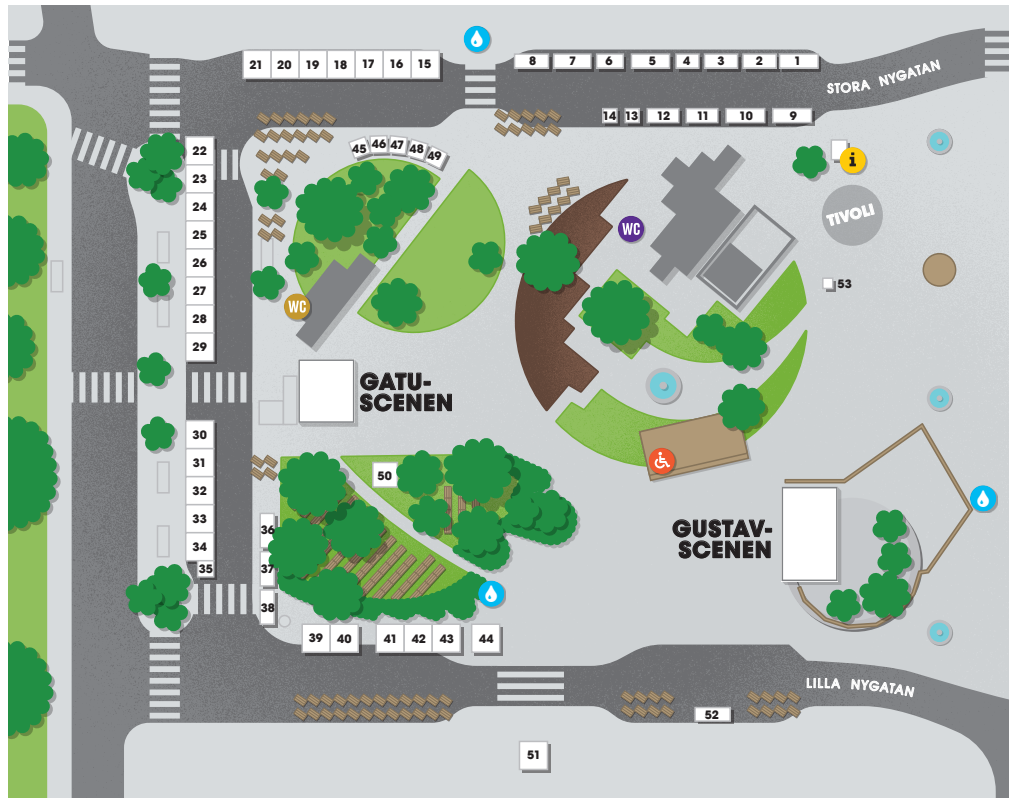 21 20 19 18 17 16 15
8 7 6 5 4 3 2 1
STORA NYGATAN
14 13 12 11 10 9
45 46 47 48 49
i
22
23
24
25
26
27
28
29
WC
TIVOLI
53
WC
GATU-
SCENEN
30
31
32
33
34
35
50
36
37
38
GUSTAV-
SCENEN
39 40 41 42 43 44
LILLA NYGATAN
52
51